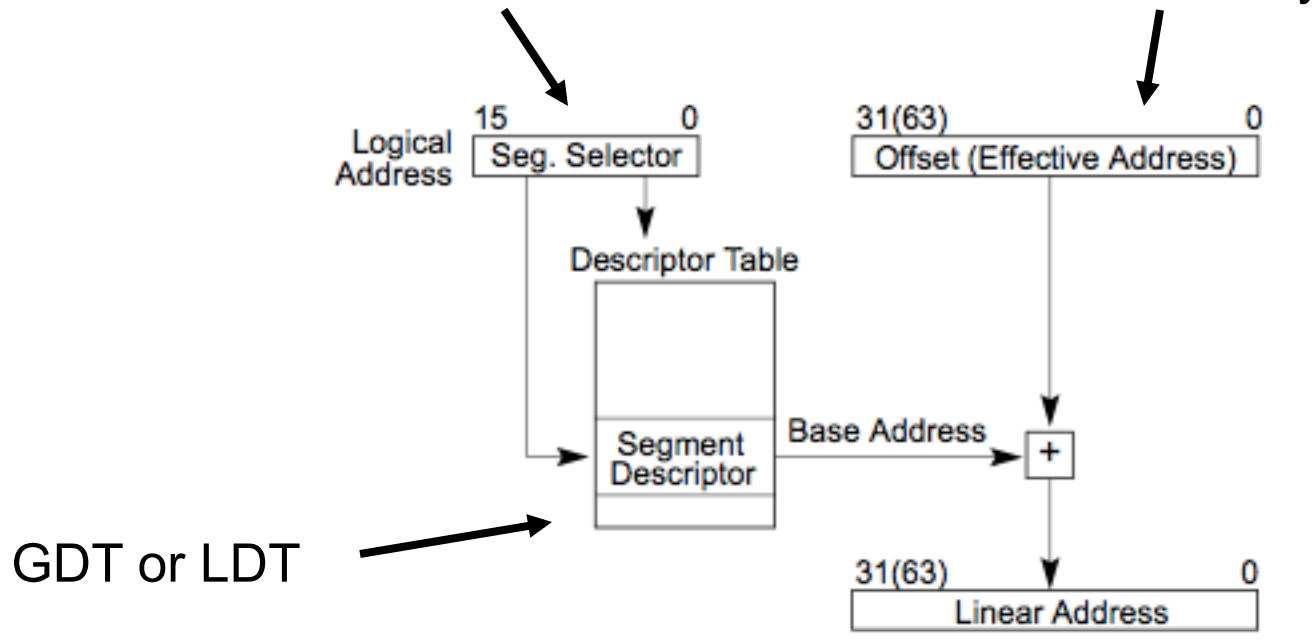 15 0
31(63) 0
Logical
Address
Seg. Selector
Offset (Effective Address)
Descriptor Table
Base Address
+
Segment
Descriptor
GDT or LDT
31(63) 0
Linear Address